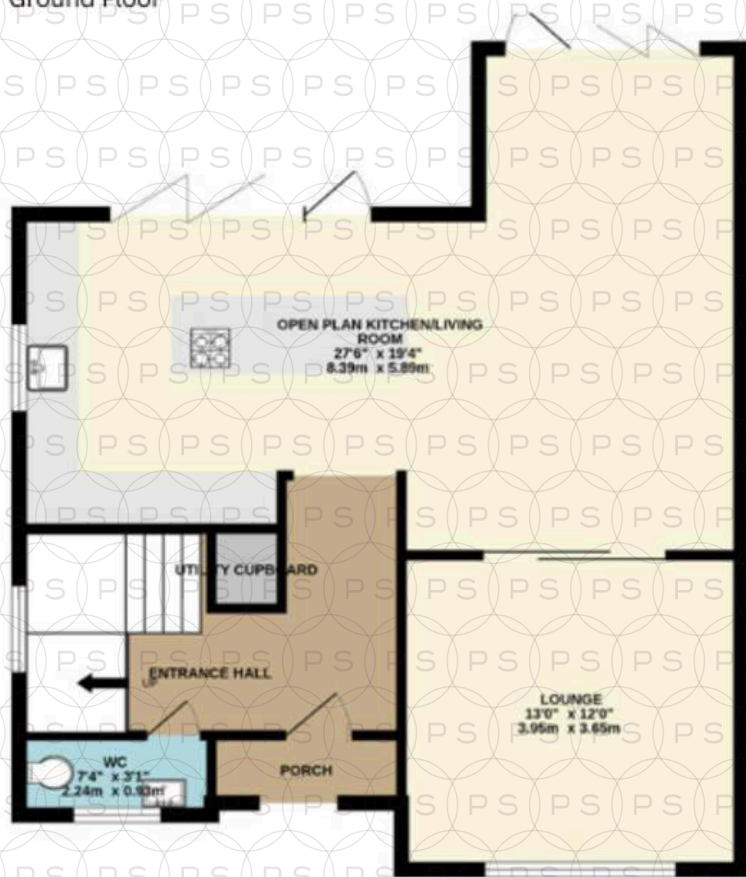 Ground Floor
OPEN PLAN KITCHEN/LIVING
ROOM
27'6" x 19'4"
8.39m x 5.89m
UTILITY CUPBOARD
ENTRANCE HALL
UP
LOUNGE
13'0" x 12'0"
3.95m x 3.65m
WC
7'4" x 3'1"
2.24m x 0.93m
PORCH
PS